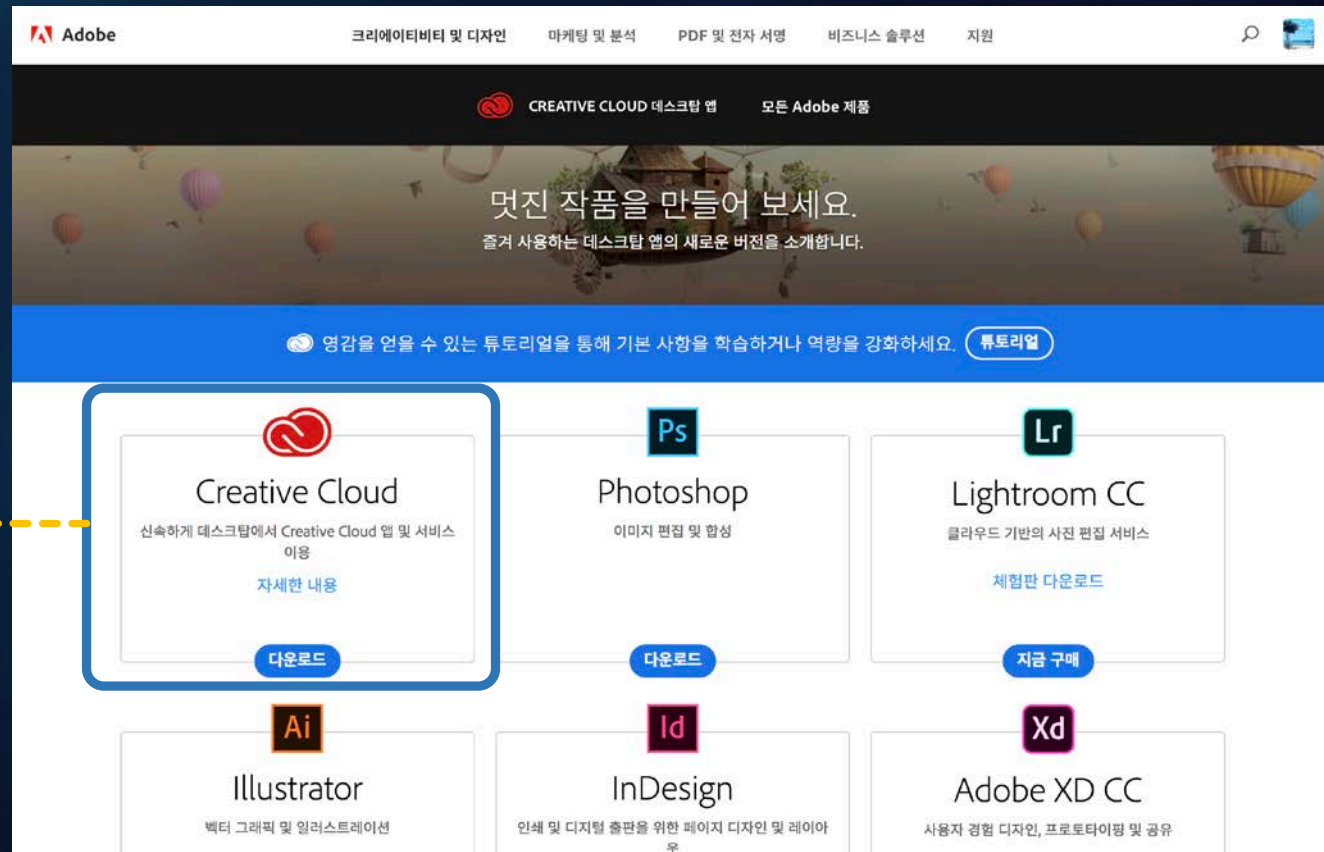 Adobe
크리에이티비티 및 디자인
마케팅 및 분석
PDF 및 전자 서명
비즈니스 솔루션
지원
CREATIVE CLOUD 데스크탑 앱
모든 Adobe 제품
멋진 작품을 만들어 보세요.
즐겨 사용하는 데스크탑 앱의 새로운 버전을 소개합니다.
영감을 얻을 수 있는 튜토리얼을 통해 기본 사항을 학습하거나 역량을 강화하세요.
튜토리얼
Creative Cloud
신속하게 데스크탑에서 Creative Cloud 앱 및 서비스
이용
자세한 내용
다운로드
Ps
Photoshop
이미지 편집 및 합성
다운로드
Lr
Lightroom CC
클라우드 기반의 사진 편집 서비스
체험판 다운로드
지금 구매
Ai
Illustrator
벡터 그래픽 및 일러스트레이션
Id
InDesign
인쇄 및 디지털 출판을 위한 페이지 디자인 및 레이아
웃
Xd
Adobe XD CC
사용자 경험 디자인, 프로토타이핑 및 공유